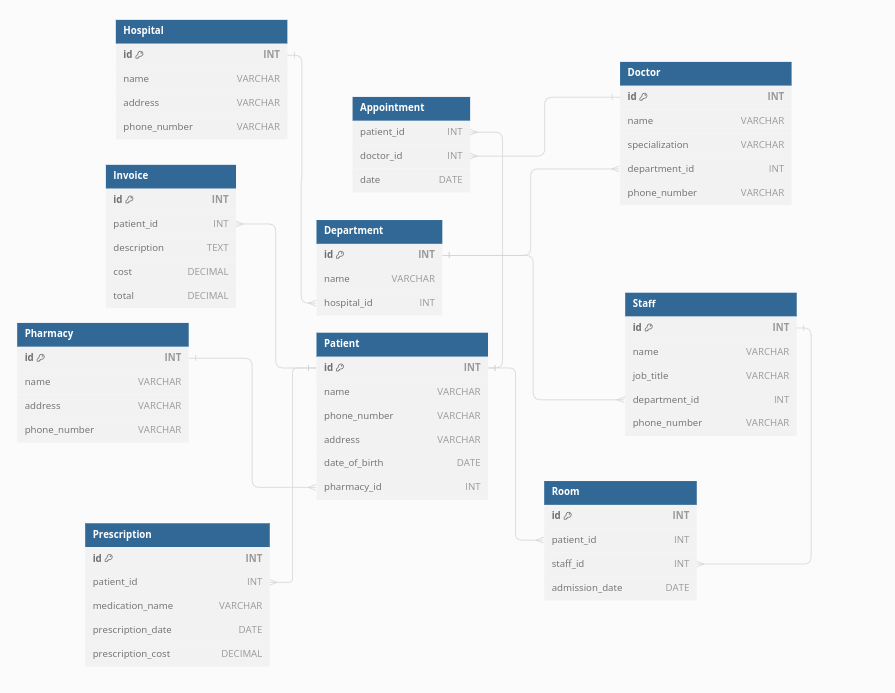 Hospital
id INT
name VARCHAR
address VARCHAR
phone_number VARCHAR
Doctor
id INT
name VARCHAR
specialization VARCHAR
department_id INT
phone_number VARCHAR
Appointment
patient_id INT
doctor_id INT
date DATE
Invoice
id INT
patient_id INT
description TEXT
cost DECIMAL
total DECIMAL
Department
id INT
name VARCHAR
hospital_id INT
Staff
id INT
name VARCHAR
job_title VARCHAR
department_id INT
phone_number VARCHAR
Pharmacy
id INT
name VARCHAR
address VARCHAR
phone_number VARCHAR
Patient
id INT
name VARCHAR
phone_number VARCHAR
address VARCHAR
date_of_birth DATE
pharmacy_id INT
Room
id INT
patient_id INT
staff_id INT
admission_date DATE
Prescription
id INT
patient_id INT
medication_name VARCHAR
prescription_date DATE
prescription_cost DECIMAL